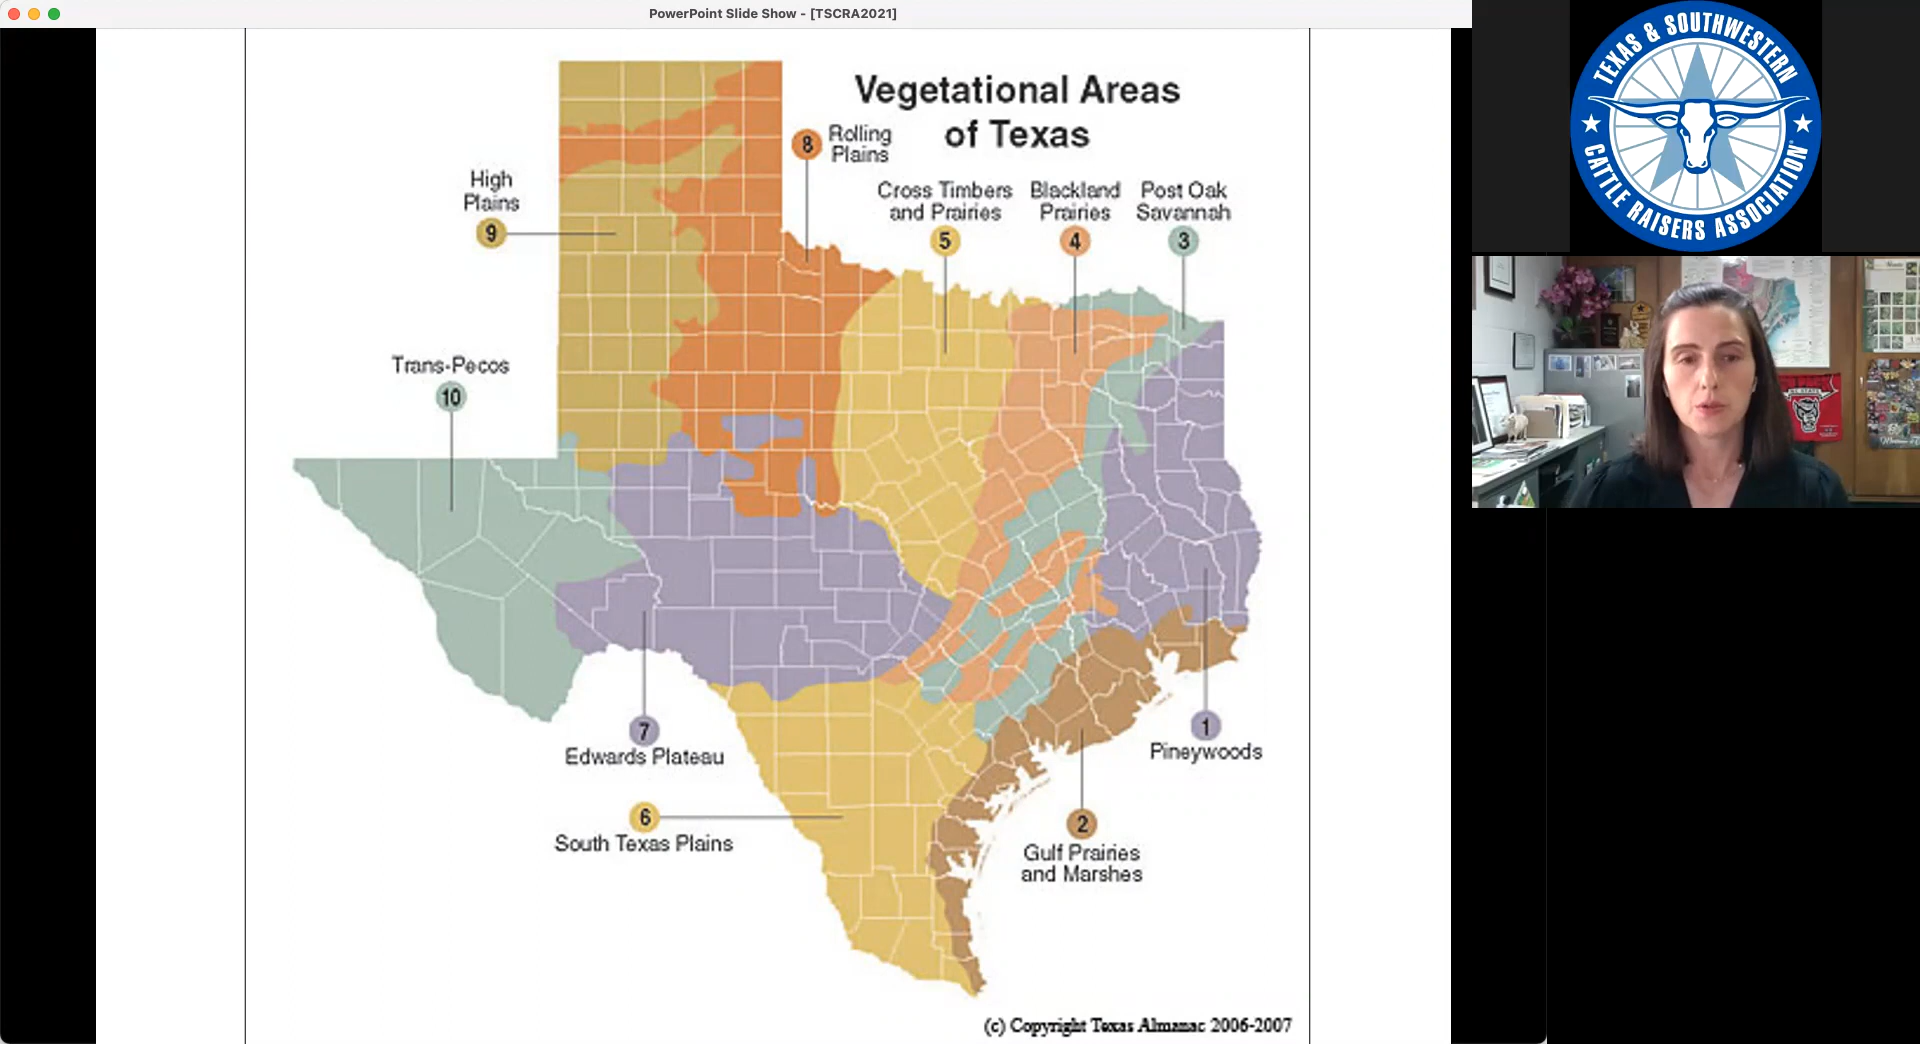 PowerPoint Slide Show - [TSCRA2021]
Vegetational Areas
of Texas
8
Rolling
Plains
High
Plains
9
Cross Timbers
and Prairies
5
Blackland
Prairies
4
Post Oak
Savannah
3
Trans-Pecos
10
7
Edwards Plateau
1
Pineywoods
6
South Texas Plains
2
Gulf Prairies
and Marshes
(c) Copyright Texas Almanac 2006-2007
TEXAS & SOUTHWESTERN
CATTLE RAISERS ASSOCIATION